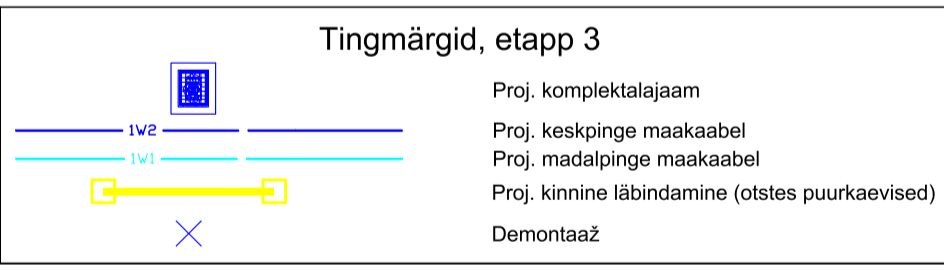 Tingmärgid, etapp 3
Proj. komplektalajaam
1W2 Proj. keskpinge maakaabel
1W1 Proj. madalpinge maakaabel
Proj. kinnine läbindamine (otstes puurkaevised)
Demontaaž